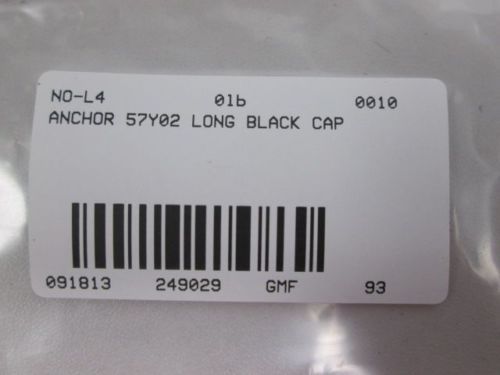 NO-L4 01b 0010
ANCHOR 57Y02 LONG BLACK CAP
091813 249029 GMF 93